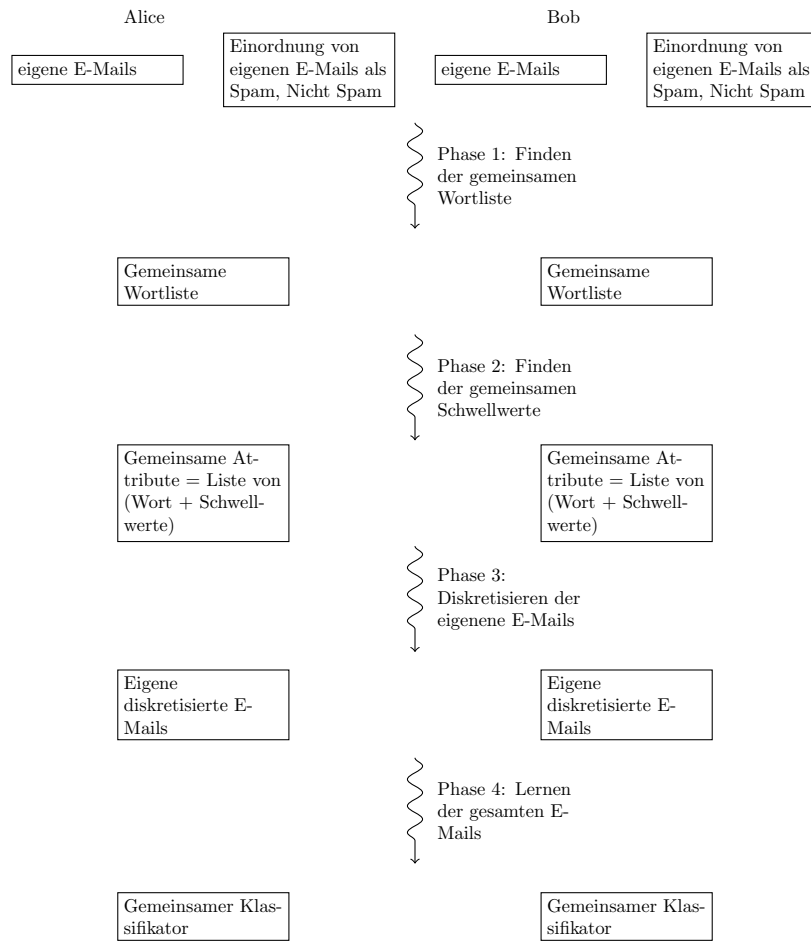 Alice
Bob
eigene E-Mails
Einordnung von
eigenen E-Mails als
Spam, Nicht Spam
eigene E-Mails
Einordnung von
eigenen E-Mails als
Spam, Nicht Spam
Phase 1: Finden
der gemeinsamen
Wortliste
Gemeinsame
Wortliste
Gemeinsame
Wortliste
Phase 2: Finden
der gemeinsamen
Schwellwerte
Gemeinsame At-
tribute = Liste von
(Wort + Schwell-
werte)
Gemeinsame At-
tribute = Liste von
(Wort + Schwell-
werte)
Phase 3:
Diskretisieren der
eigenene E-Mails
Eigene
diskretisierte E-
Mails
Eigene
diskretisierte E-
Mails
Phase 4: Lernen
der gesamten E-
Mails
Gemeinsamer Klas-
sifikator
Gemeinsamer Klas-
sifikator